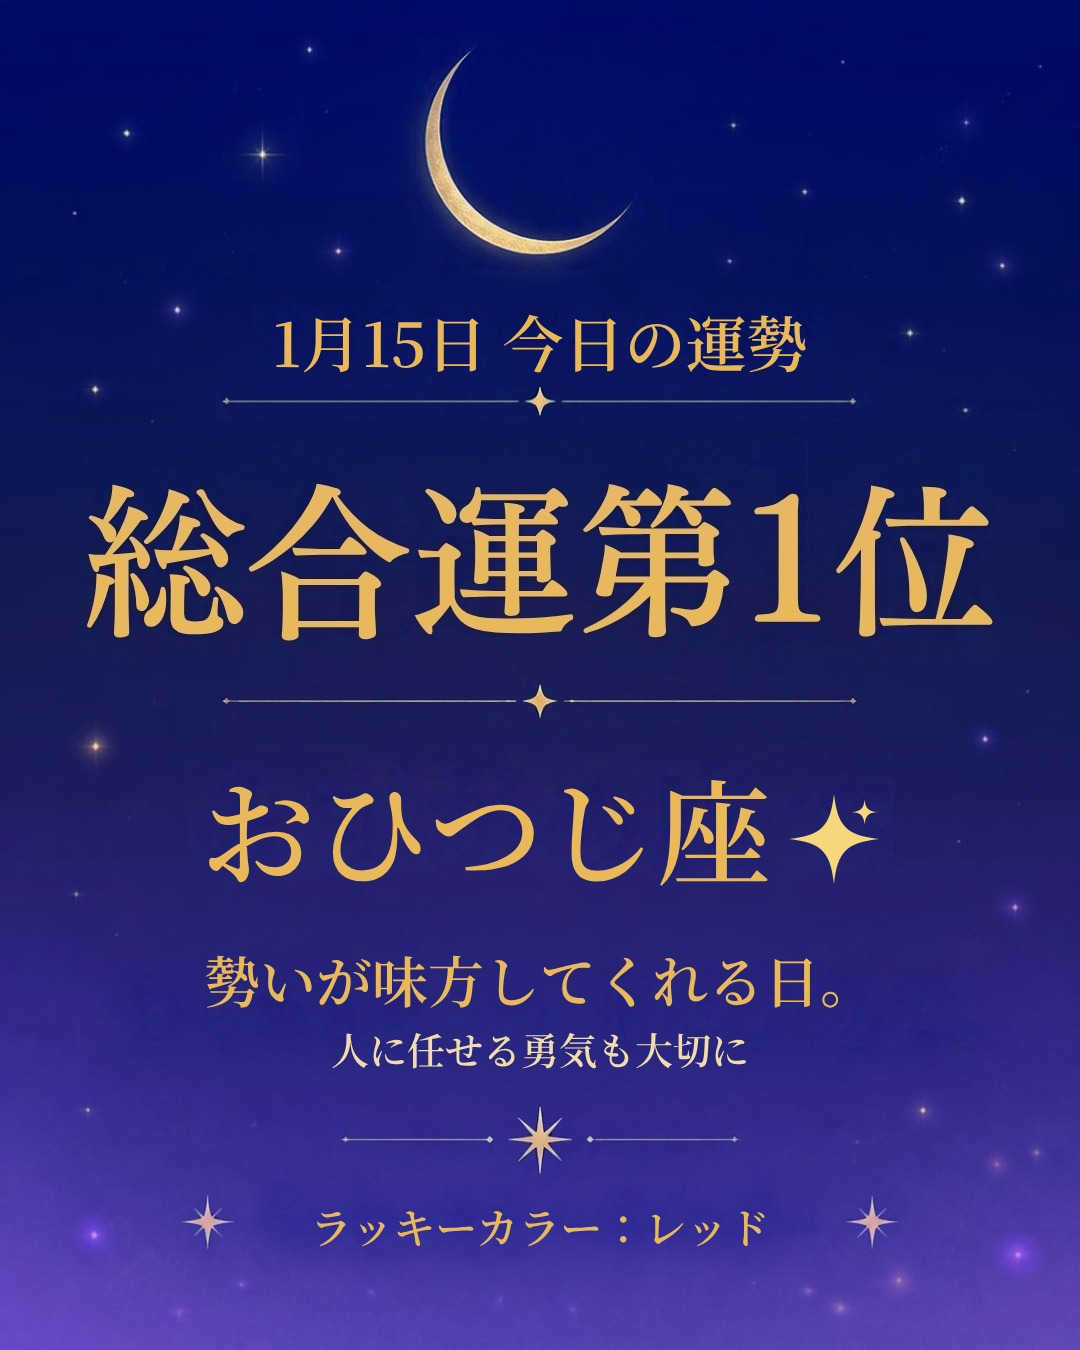 1月15日 今日の運勢
総合運第1位
おひつじ座
勢いが味方してくれる日。
人に任せる勇気も大切に
ラッキーカラー：レッド